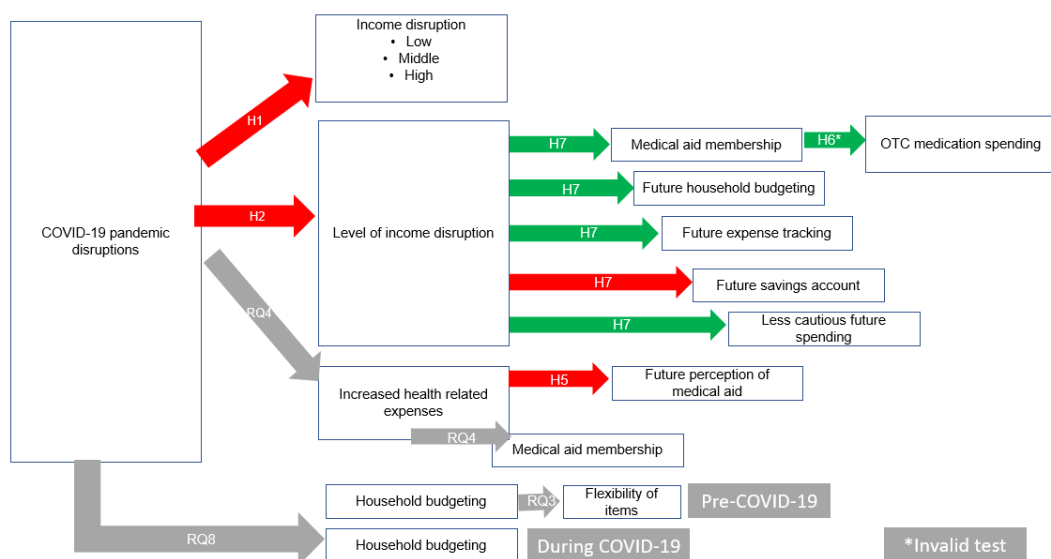 Income disruption
• Low
• Middle
• High
H1
H7
Medical aid membership
H6*
OTC medication spending
H7
Future household budgeting
H2
COVID-19 pandemic
disruptions
Level of income disruption
H7
Future expense tracking
H7
Future savings account
RQ4
H7
Less cautious future
spending
Increased health related
expenses
H5
Future perception of
medical aid
RQ4
Medical aid membership
Household budgeting
RQ3
Flexibility of
items
Pre-COVID-19
RQ8
Household budgeting
During COVID-19
*Invalid test